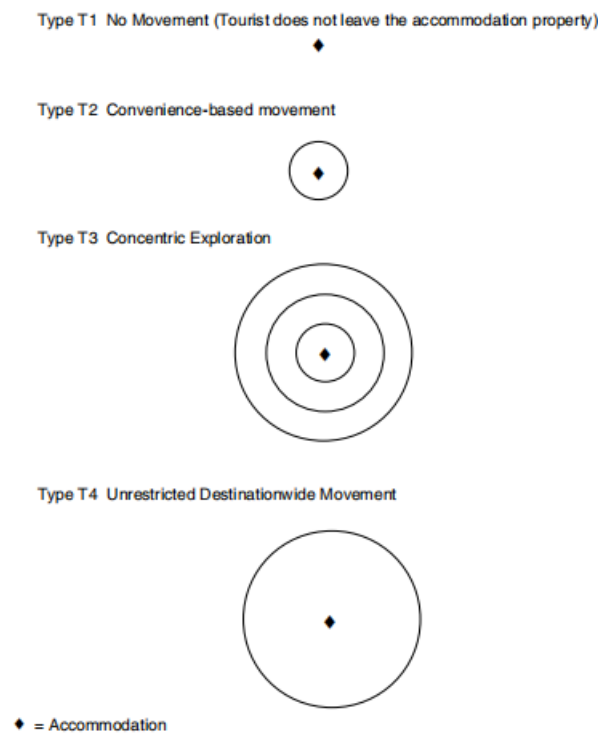 Type T1 No Movement (Tourist does not leave the accommodation property)
Type T2 Convenience-based movement
Type T3 Concentric Exploration
Type T4 Unrestricted Destinationwide Movement
♦ = Accommodation